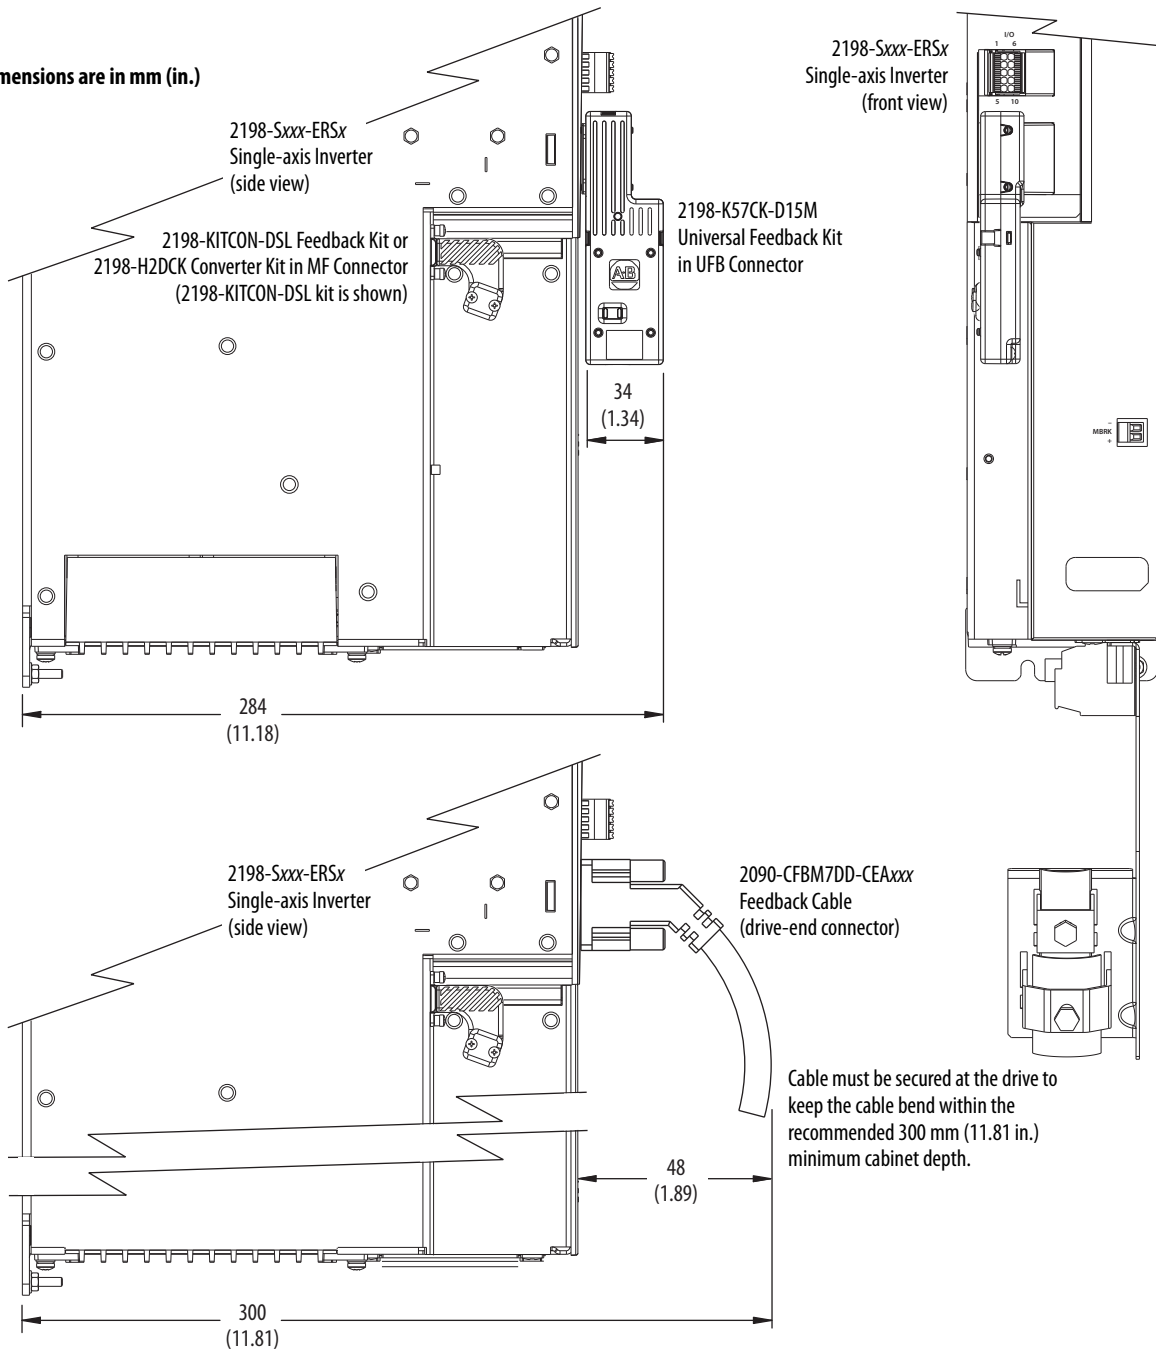 mensions are in mm (in.)
2198-Sxxx-ERSx
Single-axis Inverter
(side view)
2198-KITCON-DSL Feedback Kit or
2198-H2DCK Converter Kit in MF Connector
(2198-KITCON-DSL kit is shown)
2198-K57CK-D15M
Universal Feedback Kit
in UFB Connector
A-B
34
(1.34)
284
(11.18)
2198-Sxxx-ERSx
Single-axis Inverter
(front view)
I/O
1 6
5 10
MBRK
–
+
2198-Sxxx-ERSx
Single-axis Inverter
(side view)
2090-CFBM7DD-CEAxxx
Feedback Cable
(drive-end connector)
Cable must be secured at the drive to
keep the cable bend within the
recommended 300 mm (11.81 in.)
minimum cabinet depth.
48
(1.89)
300
(11.81)